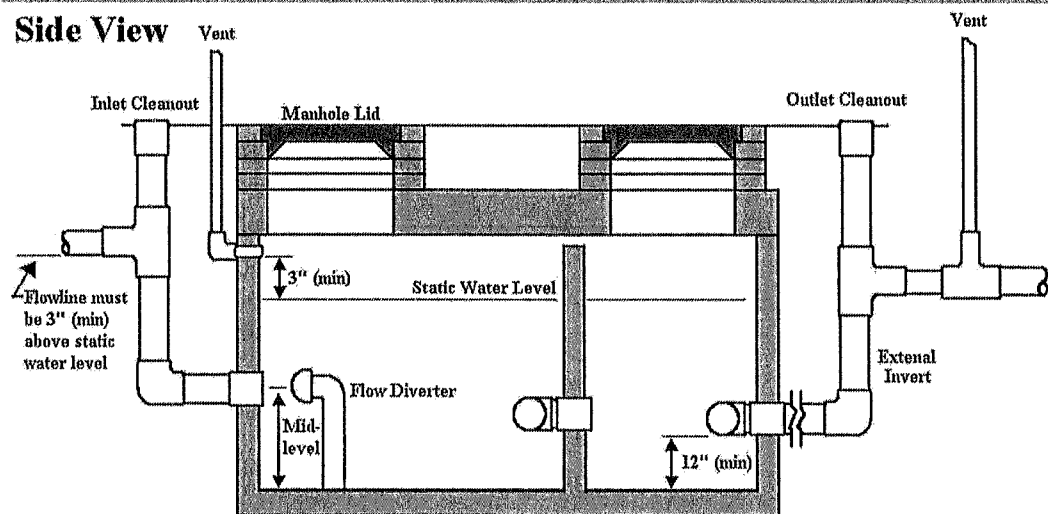 Side View
Vent
Vent
Inlet Cleanout
Manhole Lid
Outlet Cleanout
3" (min)
Static Water Level
Flowline must
be 3" (min)
above static
water level
Flow Diverter
Mid-
level
Extenal
Invert
12" (min)